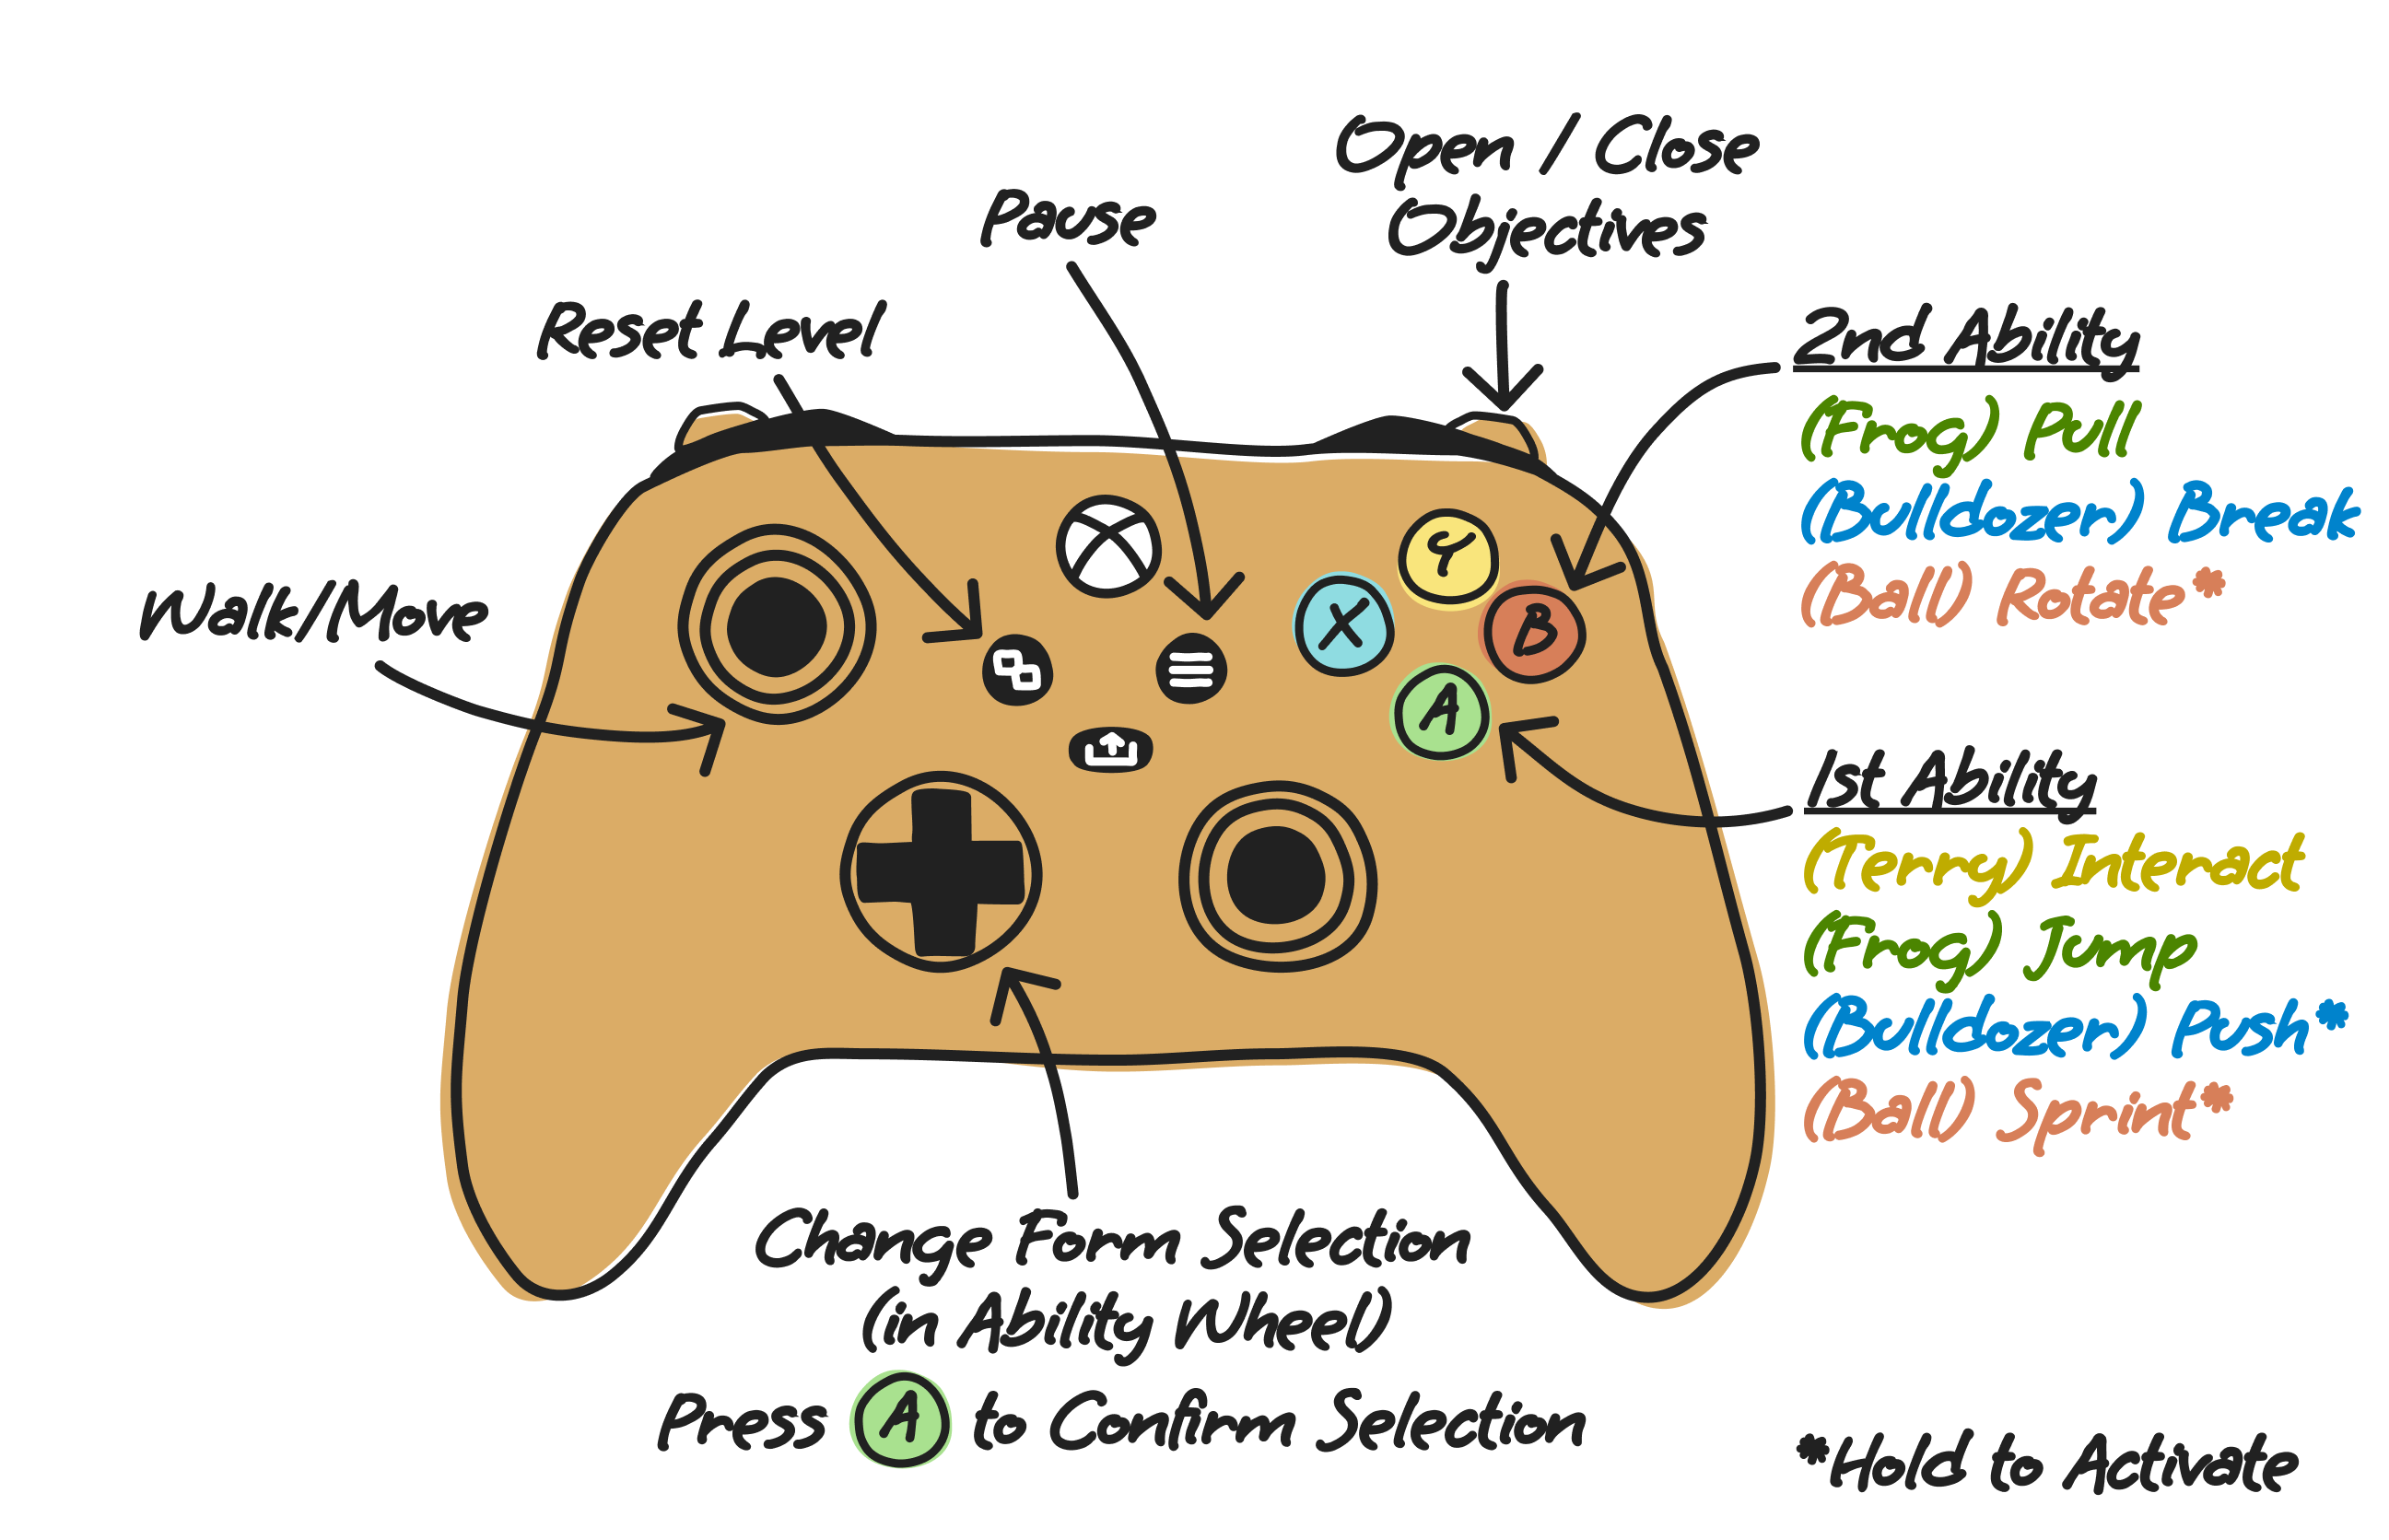 Open / Close
Objectives
Pause
Reset Level
2nd Ability
(Frog) Pull
(Bulldozer) Break
(Ball) Rotate*
Walk/Move
Y
X
B
A
1st Ability
(Terry) Interact
(Frog) Jump
(Bulldozer) Push*
(Ball) Sprint*
Change Form Selection
(in Ability Wheel)
Press A to Confirm Selection
*Hold to Activate